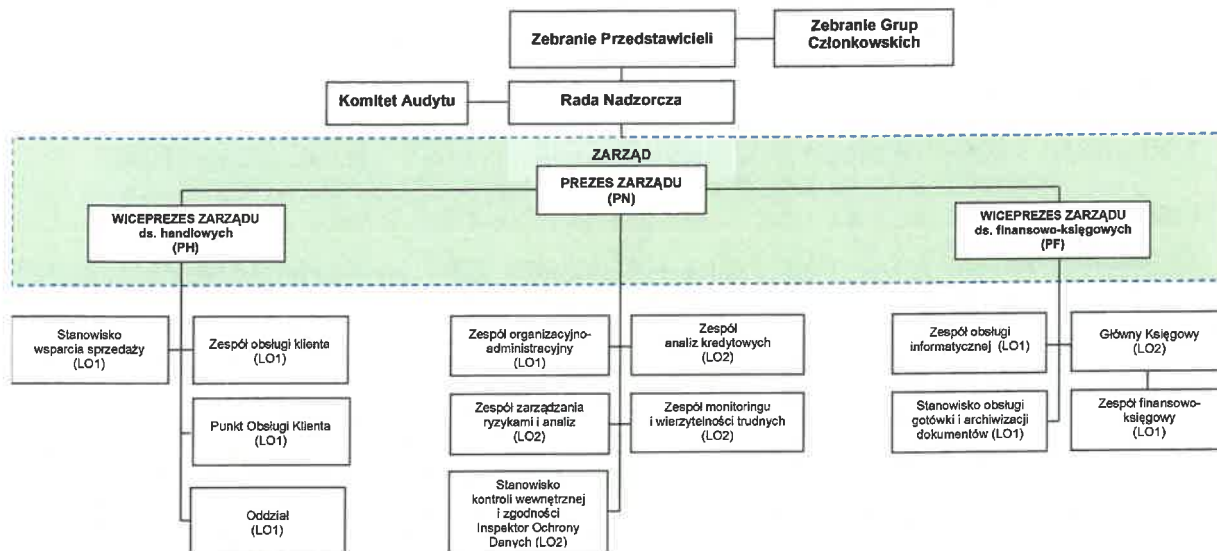 Zebranie Przedstawicieli
Zebranie Grup
Członkowskich
Komitet Audytu
Rada Nadzorcza
ZARZĄD
PREZES ZARZĄDU
(PN)
WICEPREZES ZARZĄDU
ds. handlowych
(PH)
WICEPREZES ZARZĄDU
ds. finansowo-księgowych
(PF)
Stanowisko
wsparcia sprzedaży
(LO1)
Zespół obsługi klienta
(LO1)
Punkt Obsługi Klienta
(LO1)
Oddział
(LO1)
Zespół organizacyjno-
administracyjny
(LO1)
Zespół
analiz kredytowych
(LO2)
Zespół zarządzania
ryzykami i analiz
(LO2)
Zespół monitoringu
i wierzytelności trudnych
(LO2)
Stanowisko
kontroli wewnętrznej
i zgodności
Inspektor Ochrony
Danych (LO2)
Zespół obsługi
informatycznej (LO1)
Główny Księgowy
(LO2)
Stanowisko obsługi
gotówki i archiwizacji
dokumentów (LO1)
Zespół finansowo-
księgowy
(LO1)